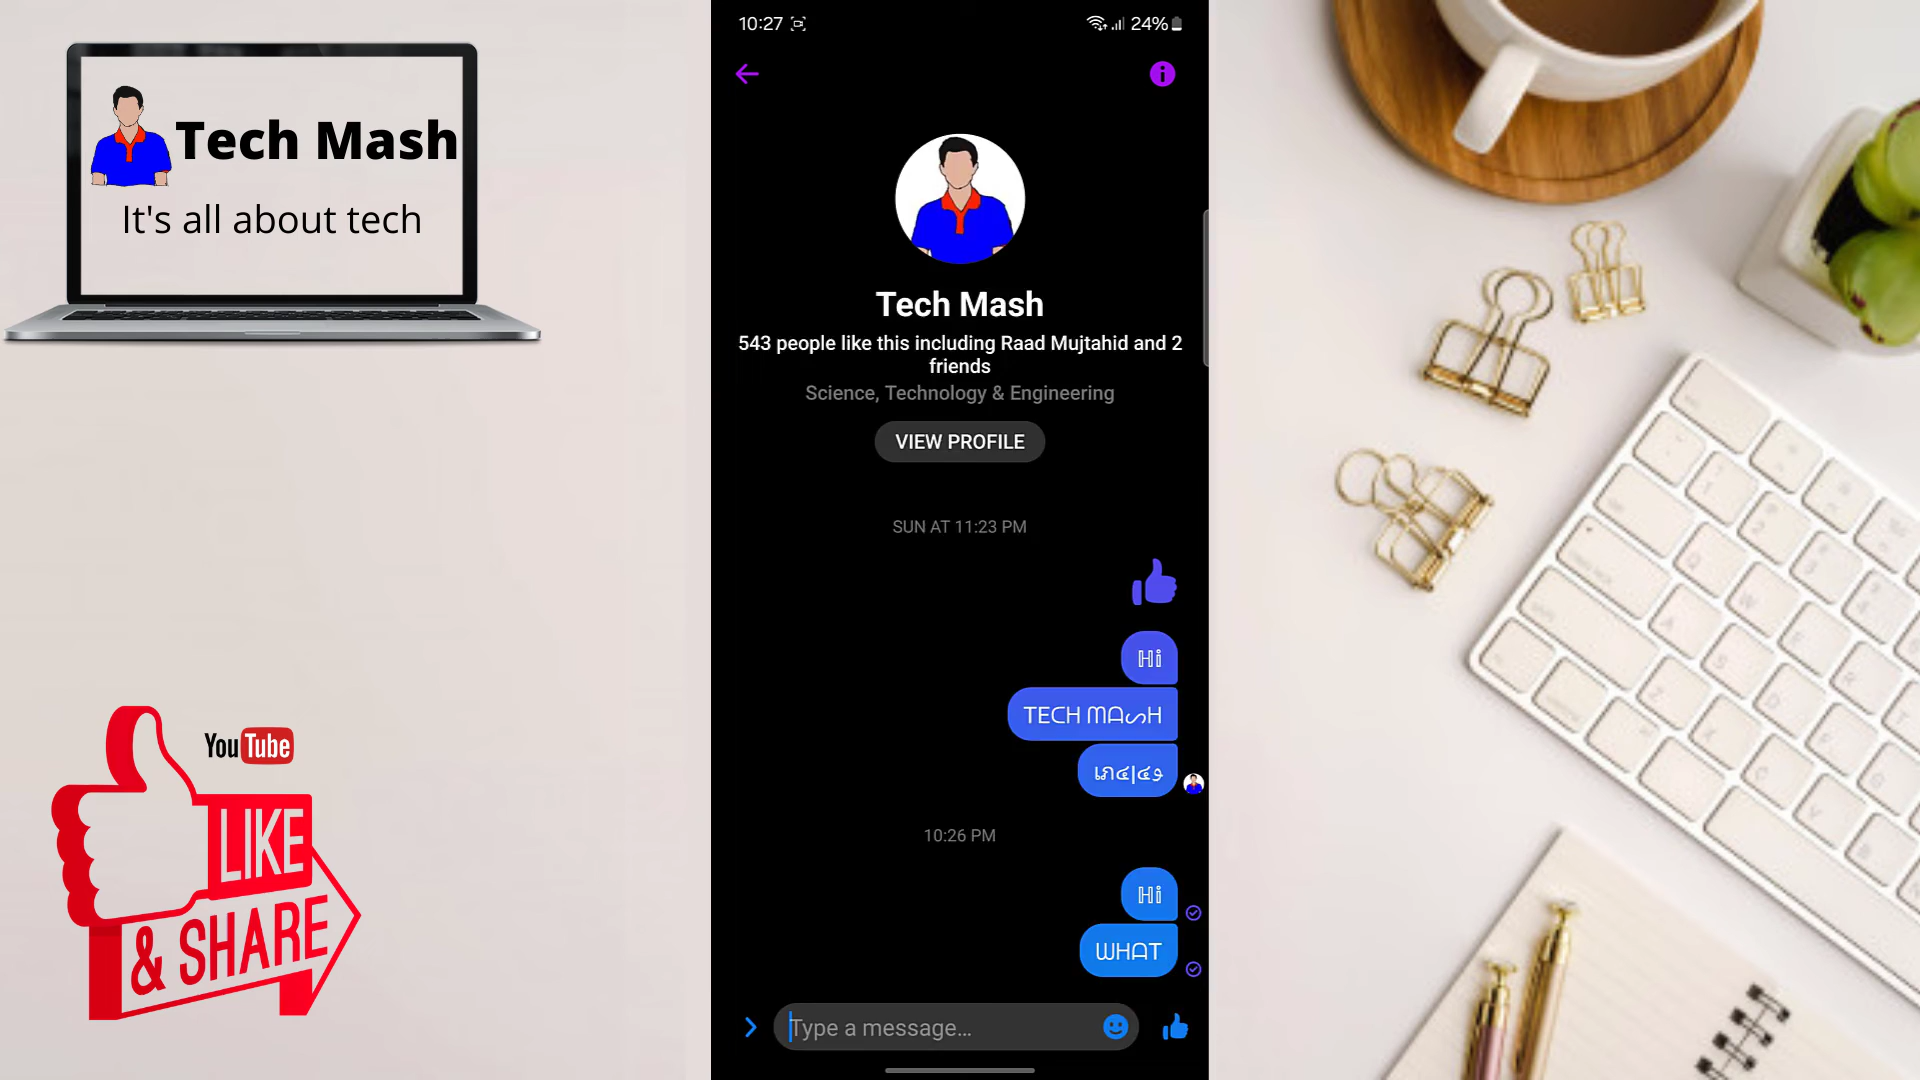 Tech Mash
It's all about tech
YouTube
LIKE
& SHARE
10:27
24%
Tech Mash
543 people like this including Raad Mujtahid and 2
friends
Science, Technology & Engineering
VIEW PROFILE
SUN AT 11:23 PM
ℍ𝕚
TECH MASH
10:26 PM
ℍ𝕚
WHAT
Type a message...